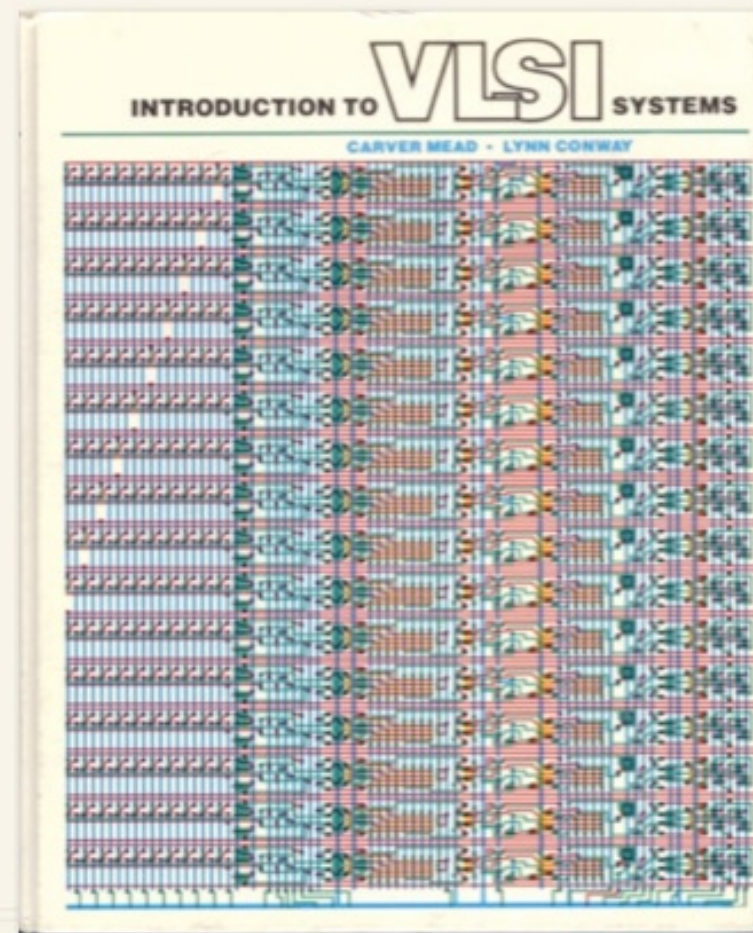 INTRODUCTION TO VLSI SYSTEMS
CARVER MEAD - LYNN CONWAY